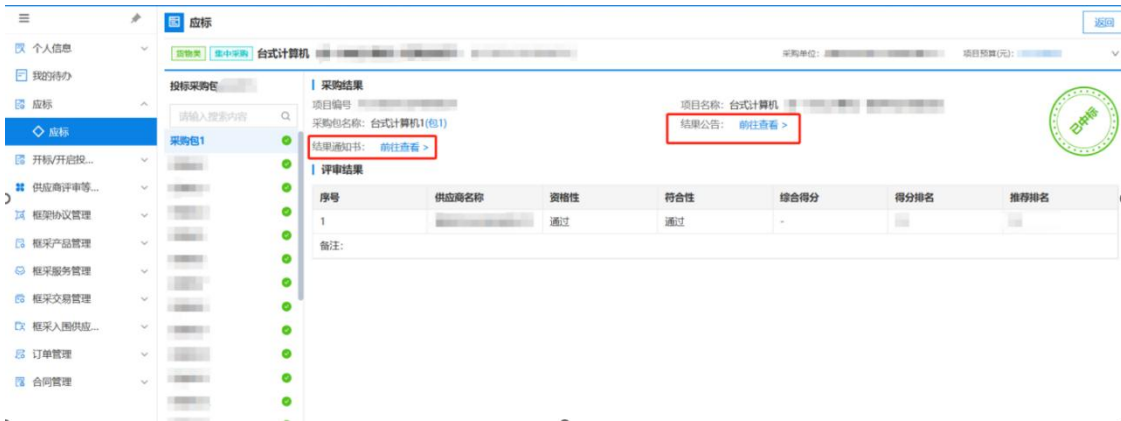 应标
返回
个人信息
我的待办
应标
应标
开标/开启投...
供应商评审等...
框架协议管理
框采产品管理
框采服务管理
框采交易管理
框采入围供应...
订单管理
合同管理
货物类 集中采购 台式计算机
采购单位:
项目预算(元):
投标采购包
请输入搜索内容
采购包1
采购结果
项目编号
项目名称: 台式计算机
采购包名称: 台式计算机1(包1)
结果公告: 前往查看 >
结果通知书: 前往查看 >
已中标
评审结果
序号 供应商名称 资格性 符合性 综合得分 得分排名 推荐排名
1 通过 通过 -
备注: